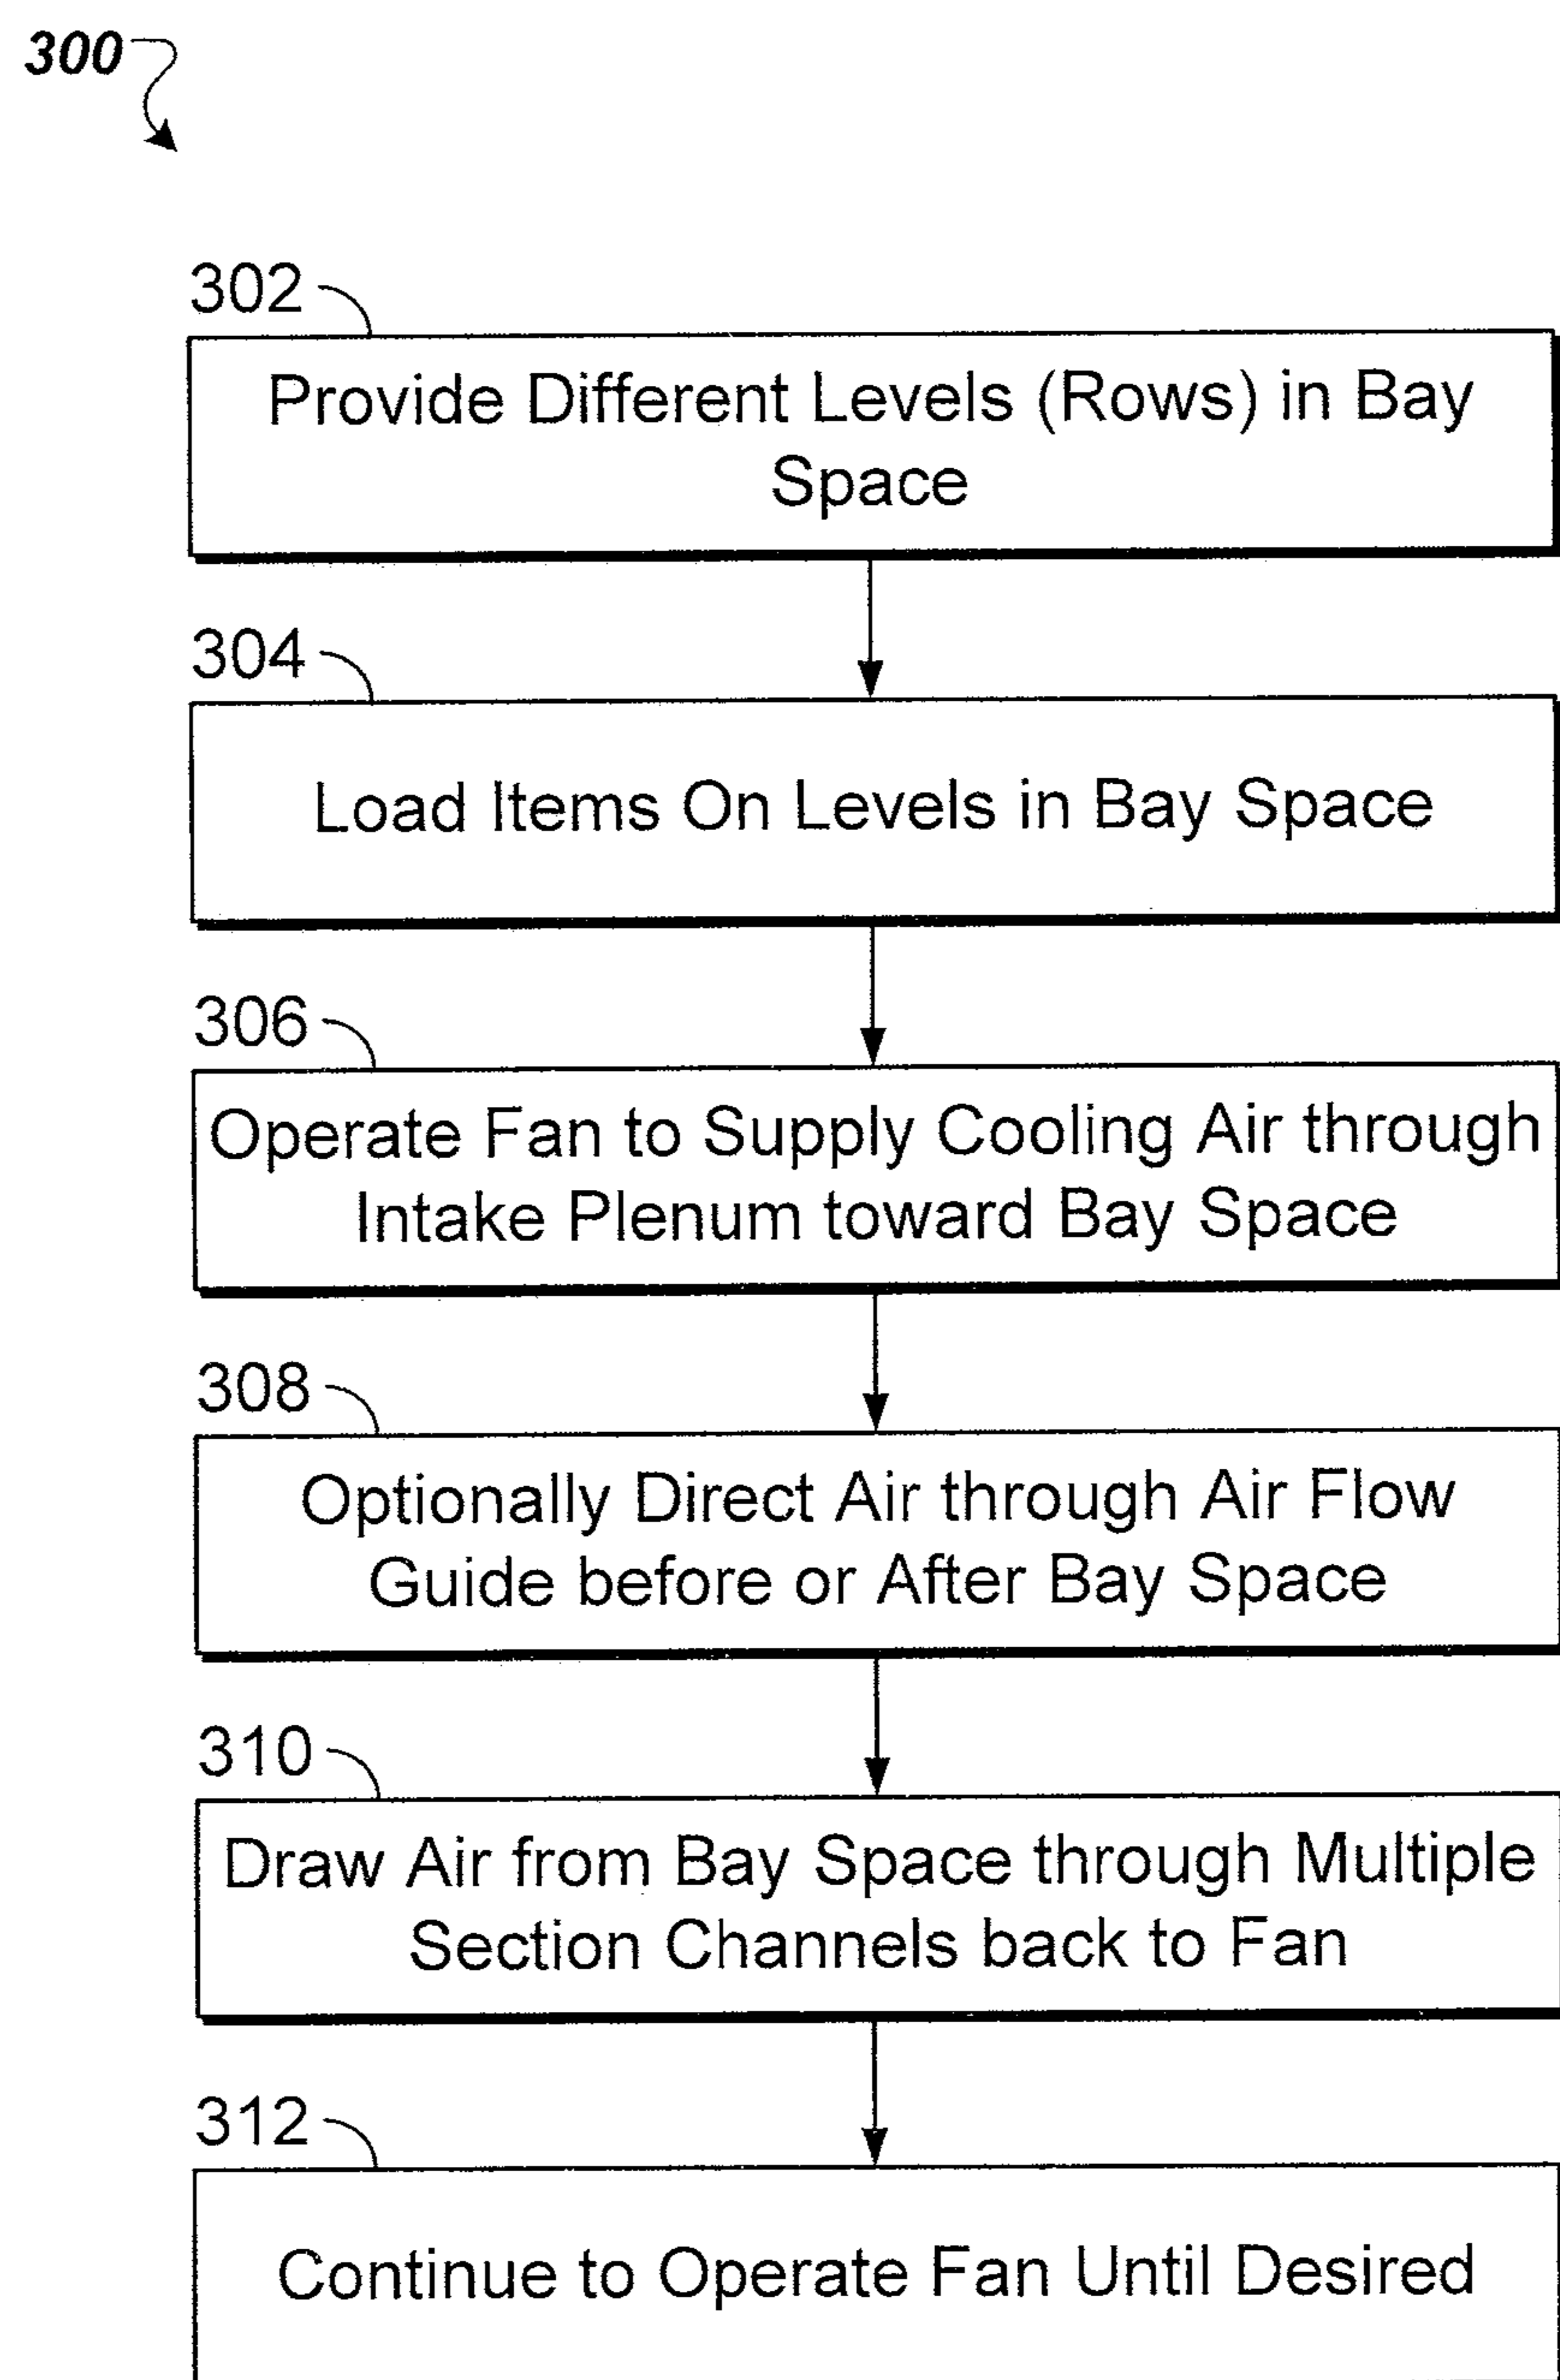 300
302
Provide Different Levels (Rows) in Bay
Space
304
Load Items On Levels in Bay Space
306
Operate Fan to Supply Cooling Air through
Intake Plenum toward Bay Space
308
Optionally Direct Air through Air Flow
Guide before or After Bay Space
310
Draw Air from Bay Space through Multiple
Section Channels back to Fan
312
Continue to Operate Fan Until Desired